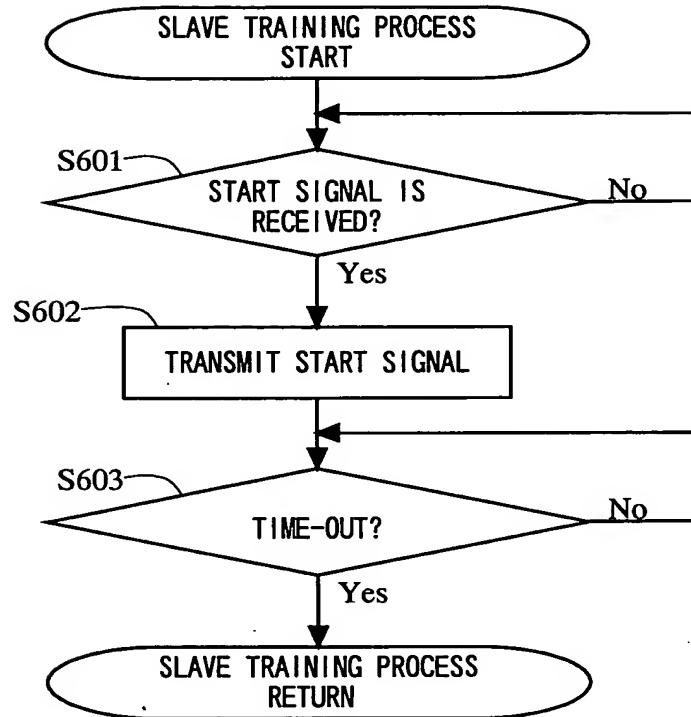 SLAVE TRAINING PROCESS
START
S601
START SIGNAL IS
RECEIVED?
No
Yes
S602
TRANSMIT START SIGNAL
S603
TIME-OUT?
No
Yes
SLAVE TRAINING PROCESS
RETURN